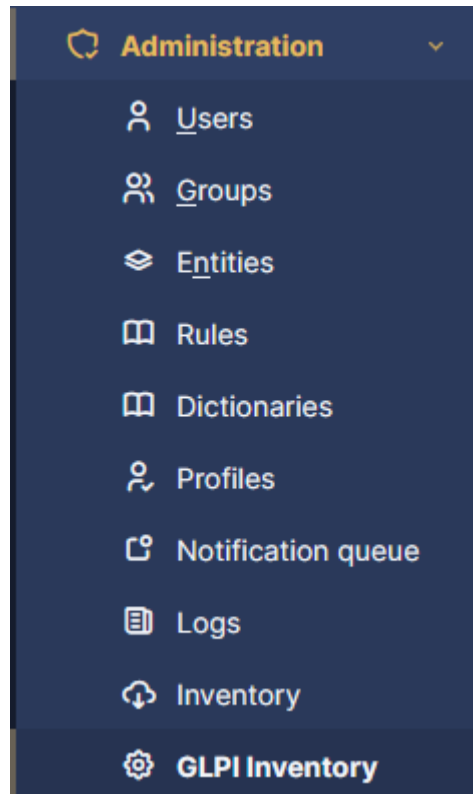 Administration
Users
Groups
Entities
Rules
Dictionaries
Profiles
Notification queue
Logs
Inventory
GLPI Inventory